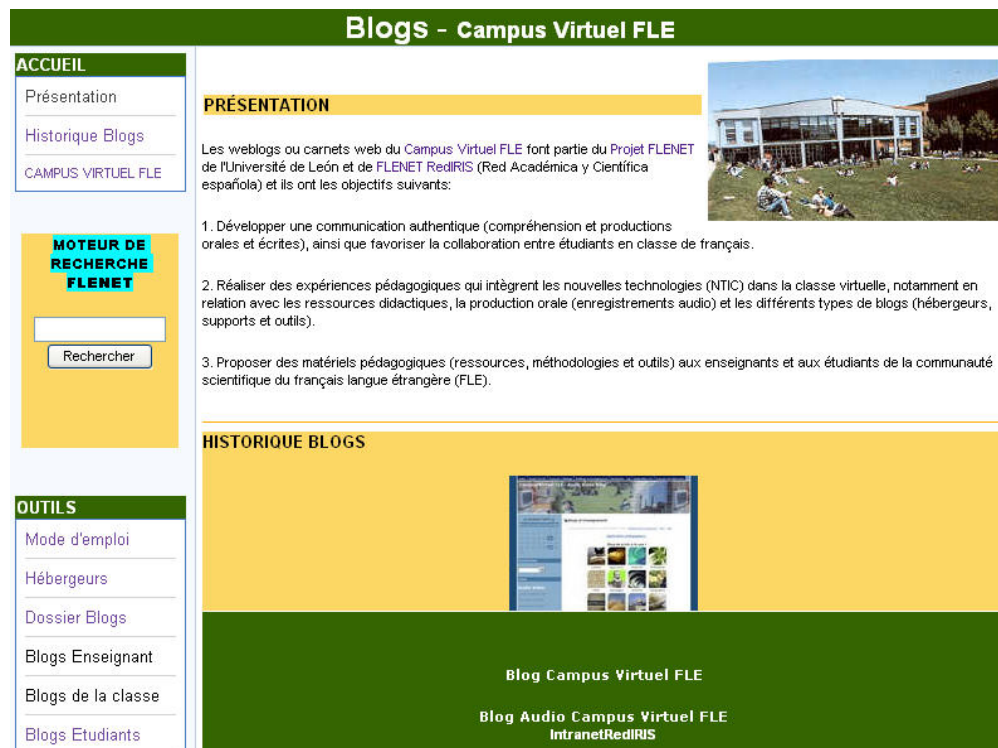 Blogs - Campus Virtuel FLE
ACCUEIL
Présentation
Historique Blogs
CAMPUS VIRTUEL FLE
MOTEUR DE
RECHERCHE
FLENET
Rechercher
OUTILS
Mode d'emploi
Hébergeurs
Dossier Blogs
Blogs Enseignant
Blogs de la classe
Blogs Etudiants
PRÉSENTATION
Les weblogs ou carnets web du Campus Virtuel FLE font partie du Projet FLENET
de l'Université de León et de FLENET RedIRIS (Red Académica y Científica
española) et ils ont les objectifs suivants:
1. Développer une communication authentique (compréhension et productions
orales et écrites), ainsi que favoriser la collaboration entre étudiants en classe de français.
2. Réaliser des expériences pédagogiques qui intègrent les nouvelles technologies (NTIC) dans la classe virtuelle, notamment en
relation avec les ressources didactiques, la production orale (enregistrements audio) et les différents types de blogs (hébergeurs,
supports et outils).
3. Proposer des matériels pédagogiques (ressources, méthodologies et outils) aux enseignants et aux étudiants de la communauté
scientifique du français langue étrangère (FLE).
HISTORIQUE BLOGS
Blog Campus Virtuel FLE
Blog Audio Campus Virtuel FLE
IntranetRedIRIS